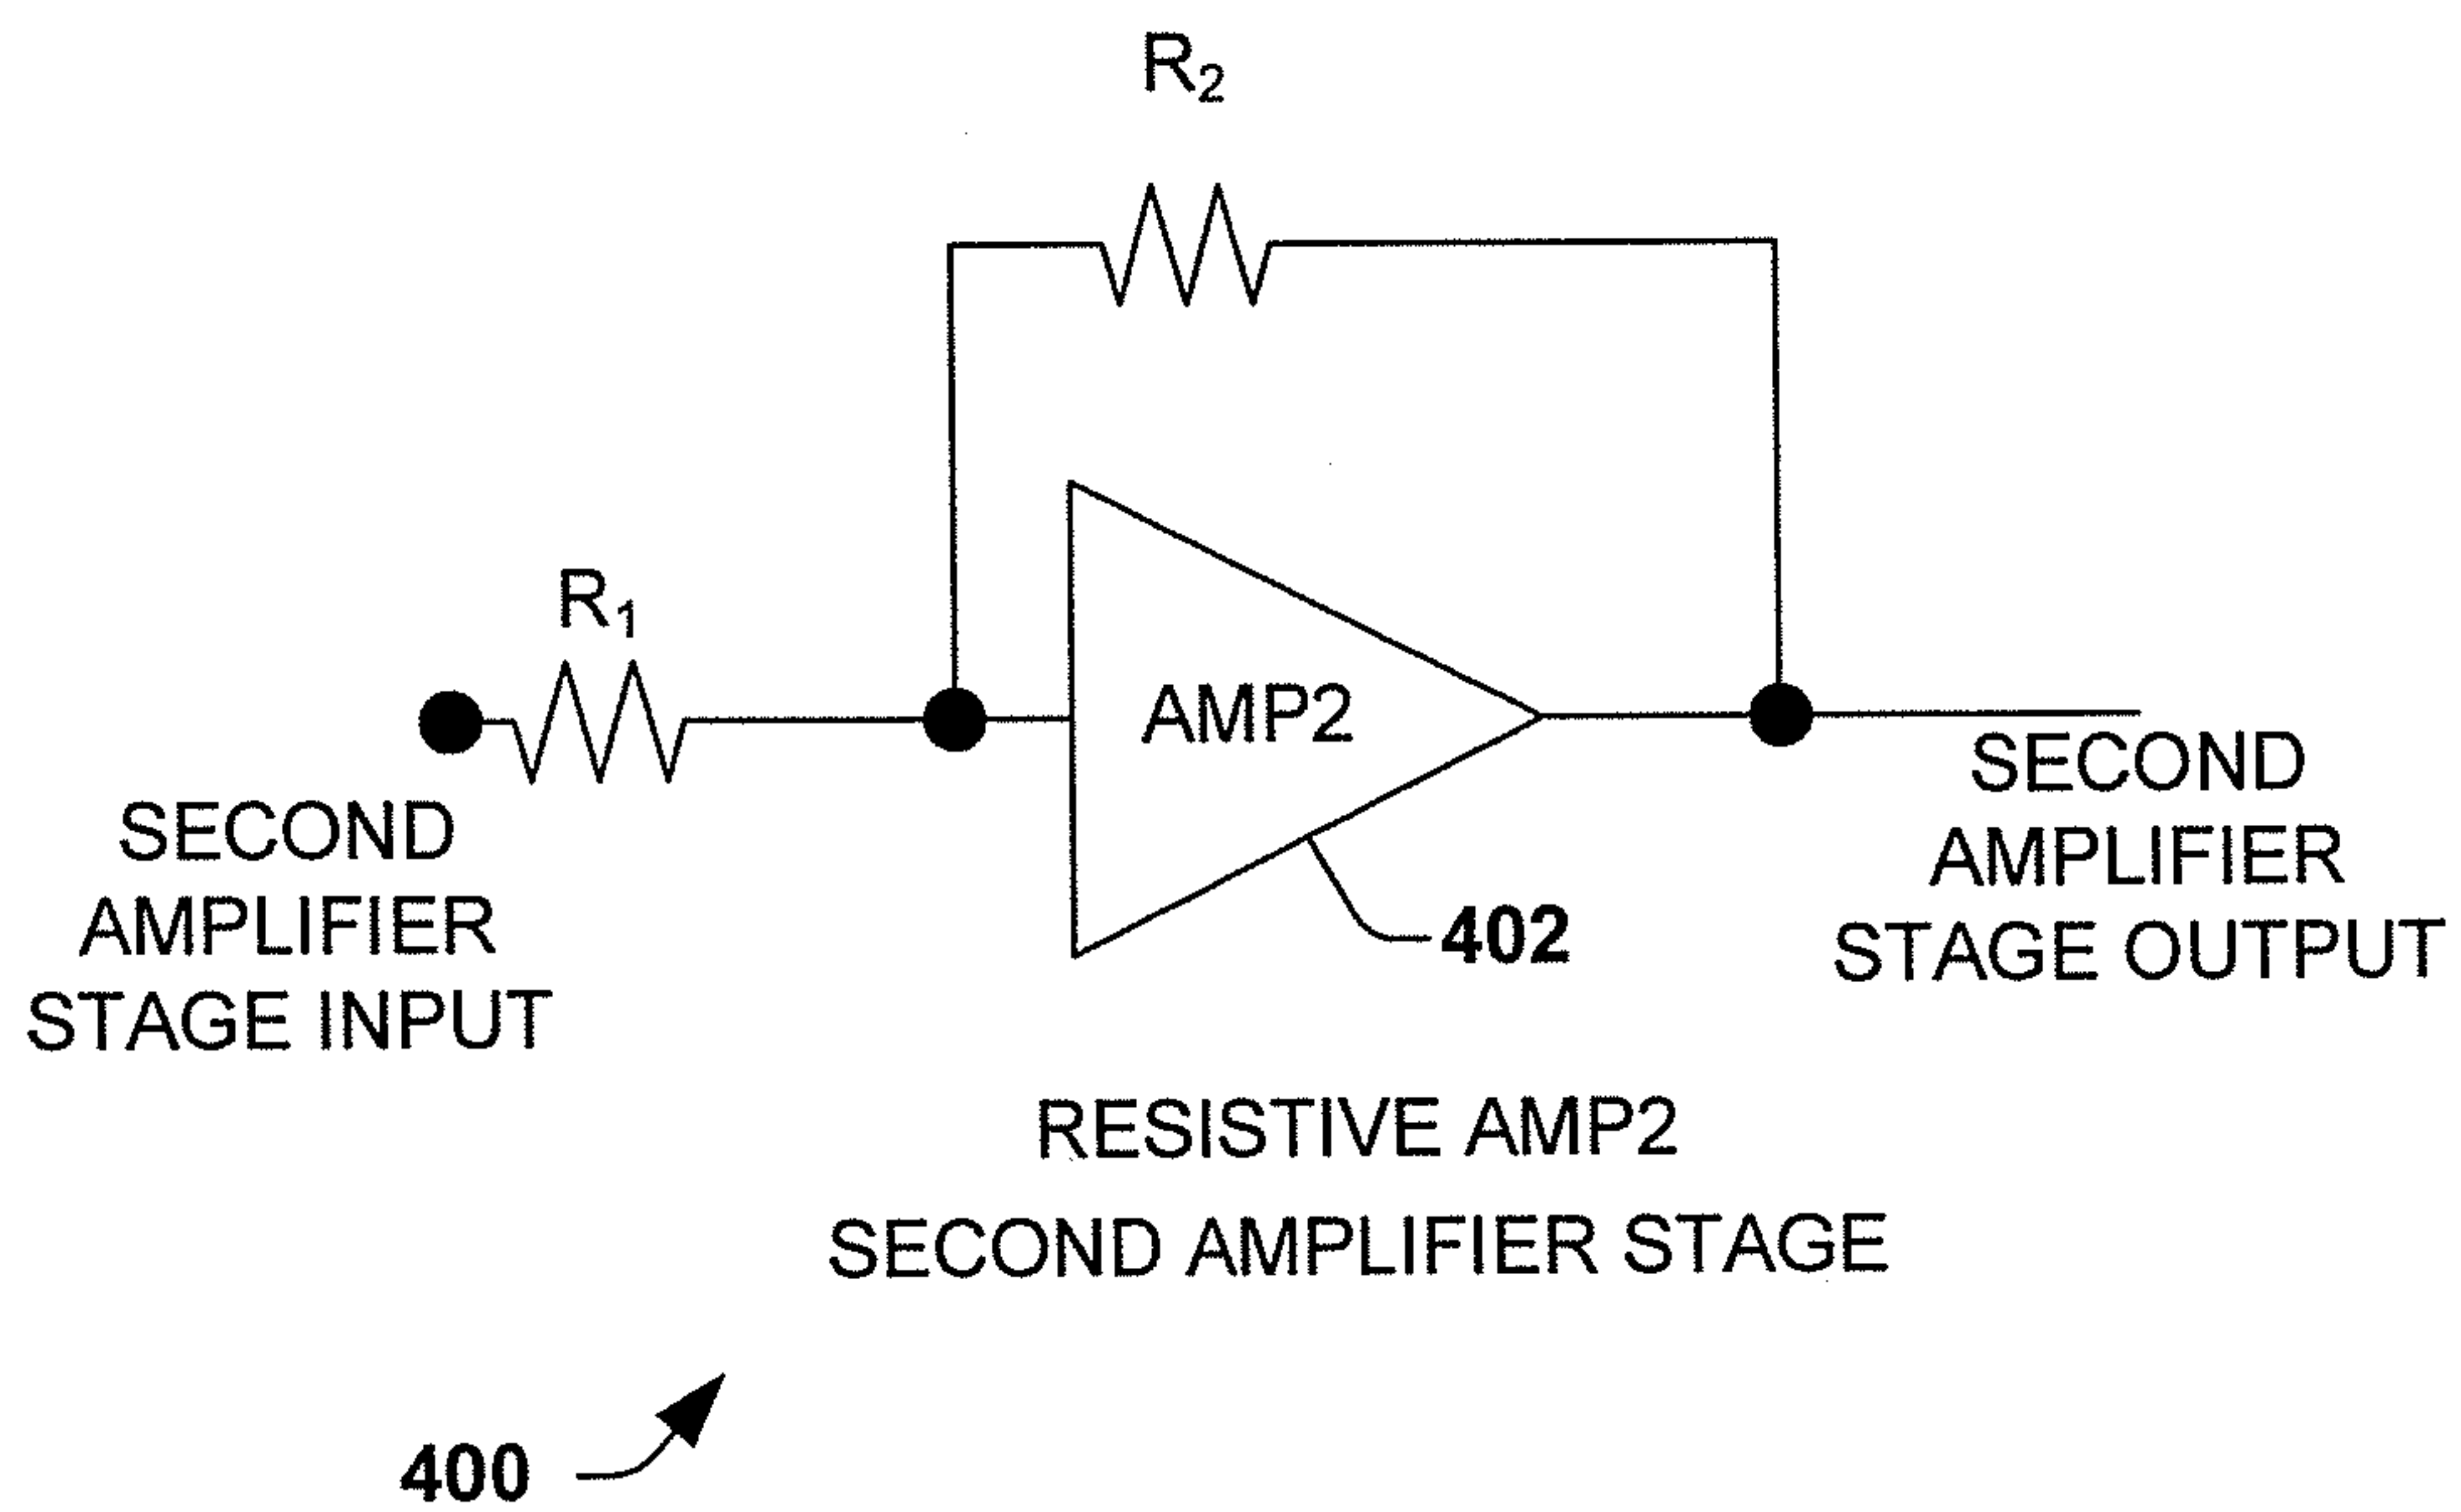 R₂
R₁
AMP2
SECOND
AMPLIFIER
STAGE INPUT
402
SECOND
AMPLIFIER
STAGE OUTPUT
RESISTIVE AMP2
SECOND AMPLIFIER STAGE
400